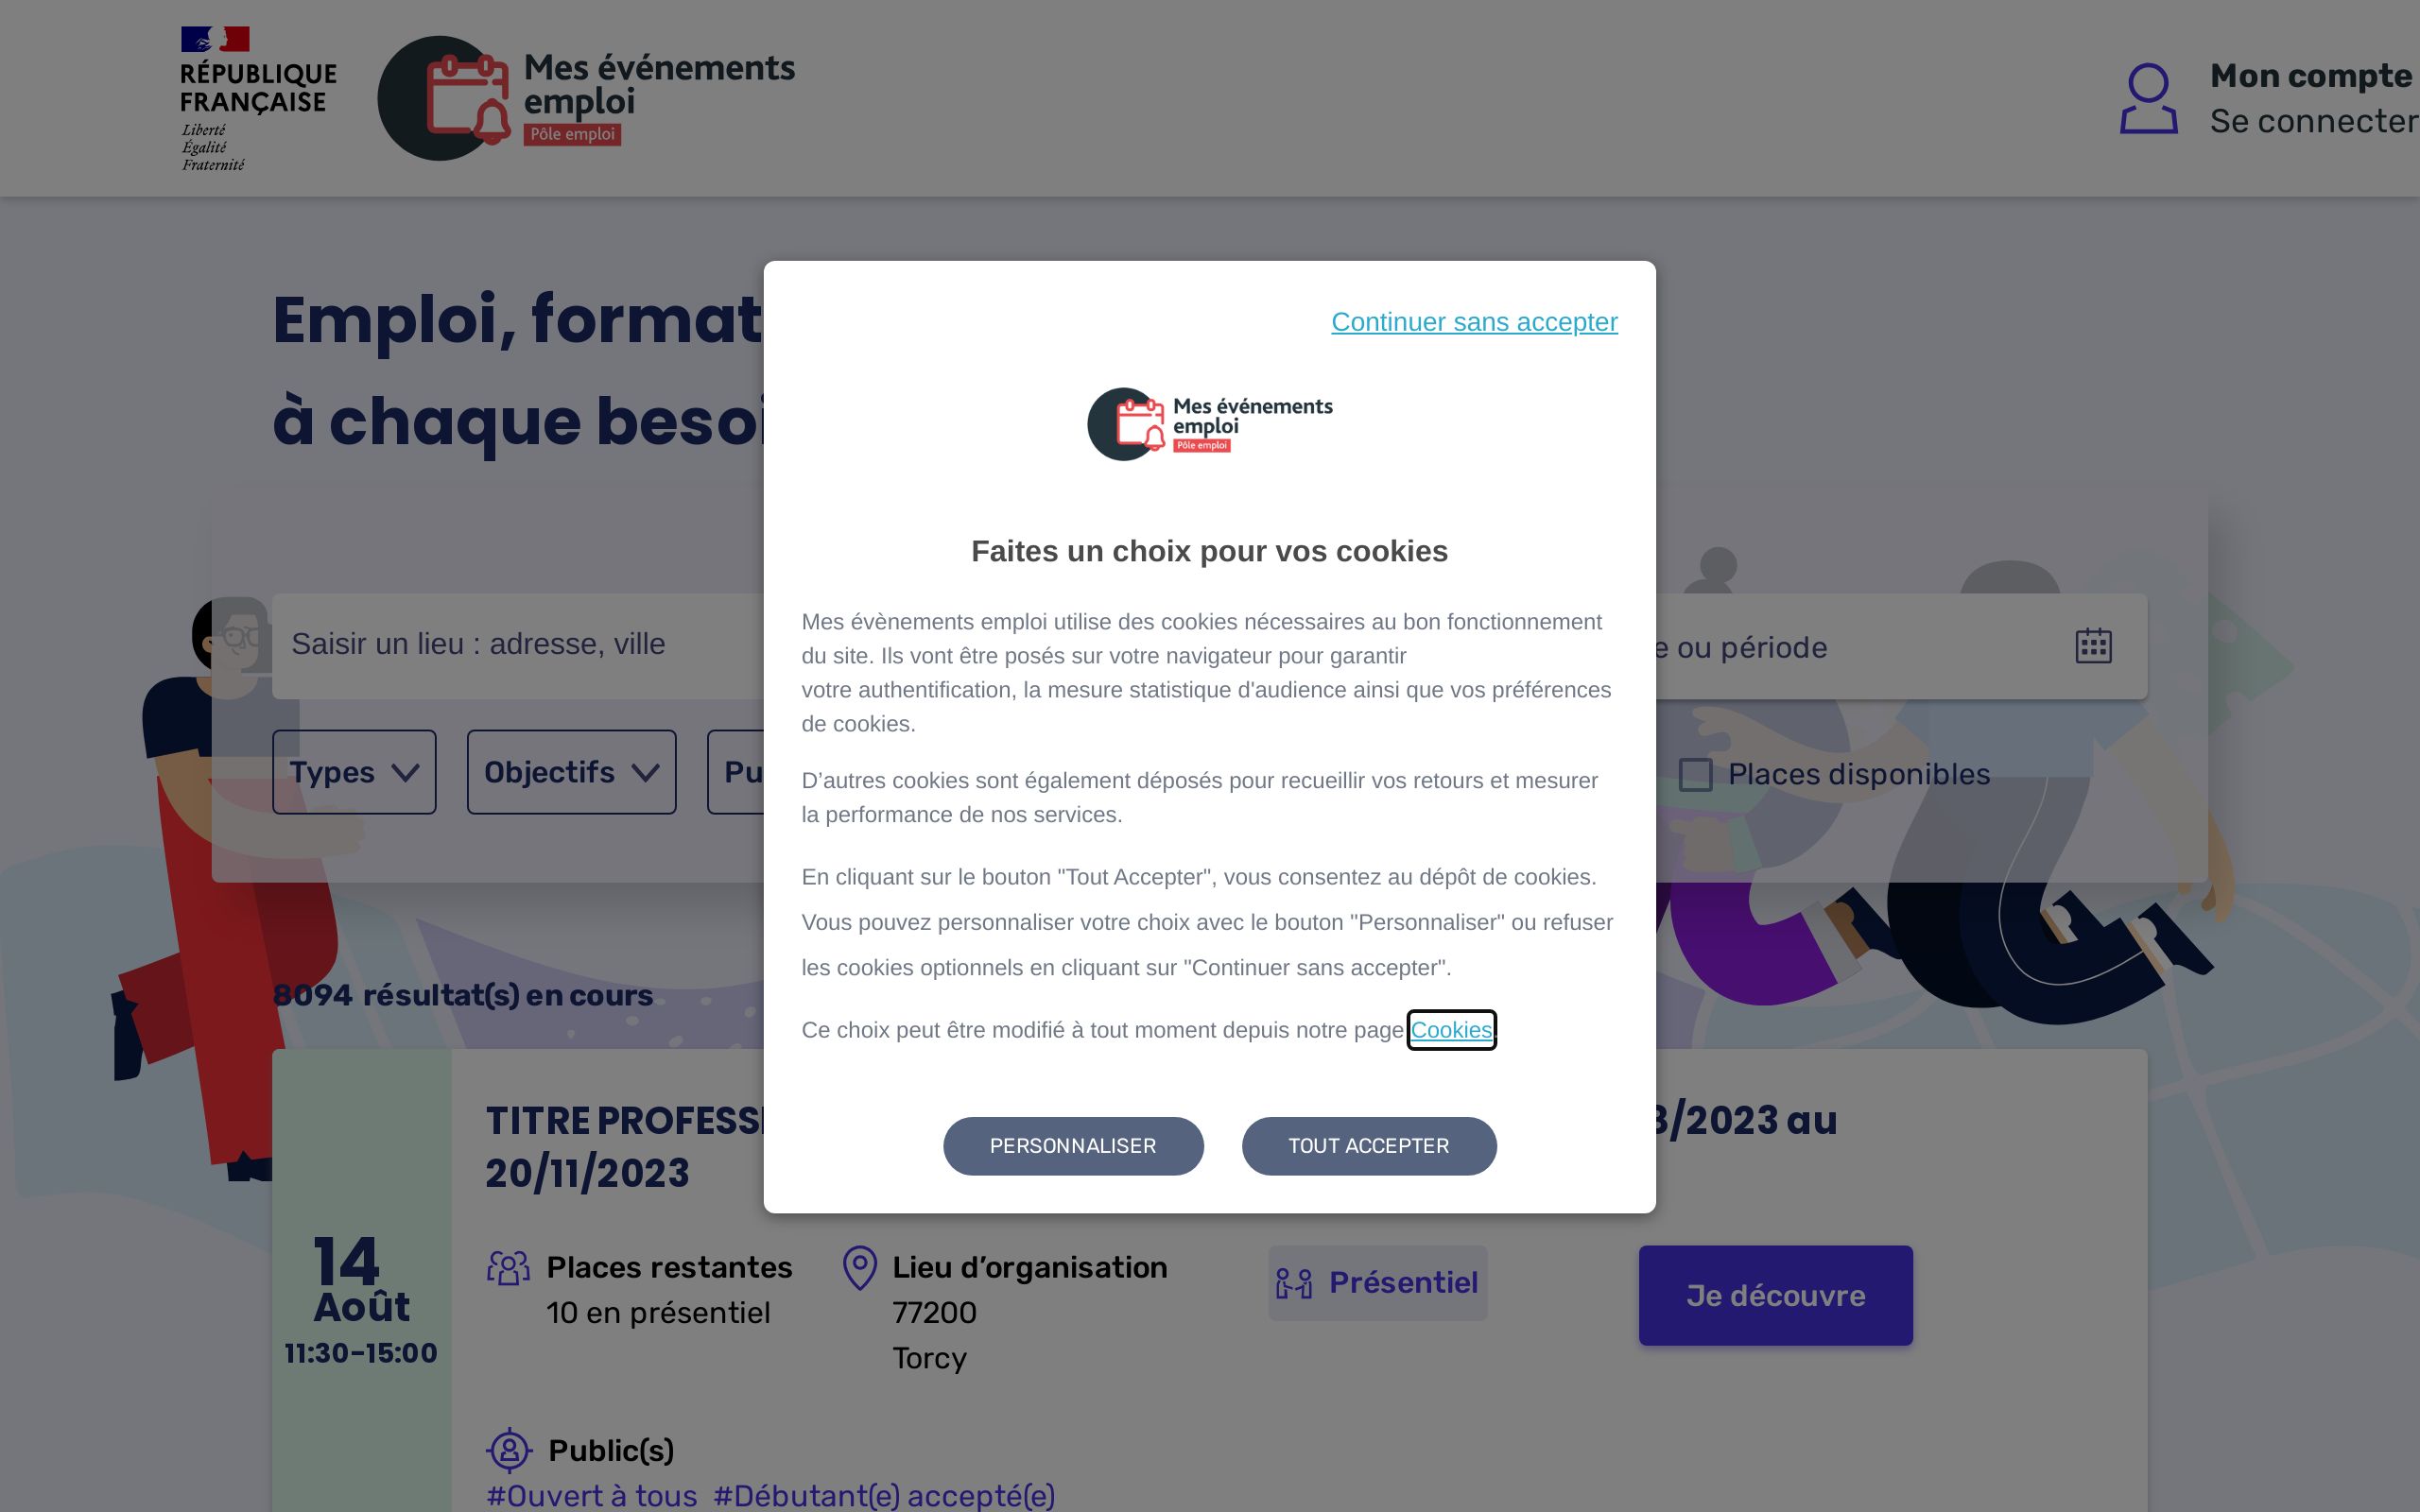 RÉPUBLIQUE
FRANÇAISE
Liberté
Égalité
Fraternité
Mes événements
emploi
Pôle emploi
Mon compte
Se connecter
Emploi, format
à chaque besoi
Saisir un lieu : adresse, ville
e ou période
Types
Objectifs
Pu
Places disponibles
8094 résultat(s) en cours
Continuer sans accepter
Mes événements
emploi
Pôle emploi
Faites un choix pour vos cookies
Mes évènements emploi utilise des cookies nécessaires au bon fonctionnement
du site. Ils vont être posés sur votre navigateur pour garantir
votre authentification, la mesure statistique d'audience ainsi que vos préférences
de cookies.
D’autres cookies sont également déposés pour recueillir vos retours et mesurer
la performance de nos services.
En cliquant sur le bouton "Tout Accepter", vous consentez au dépôt de cookies.
Vous pouvez personnaliser votre choix avec le bouton "Personnaliser" ou refuser
les cookies optionnels en cliquant sur "Continuer sans accepter".
Ce choix peut être modifié à tout moment depuis notre page Cookies.
PERSONNALISER
TOUT ACCEPTER
TITRE PROFESS
3/2023 au
20/11/2023
14
Août
11:30-15:00
Places restantes
10 en présentiel
Lieu d’organisation
77200
Torcy
Présentiel
Je découvre
Public(s)
#Ouvert à tous #Débutant(e) accepté(e)